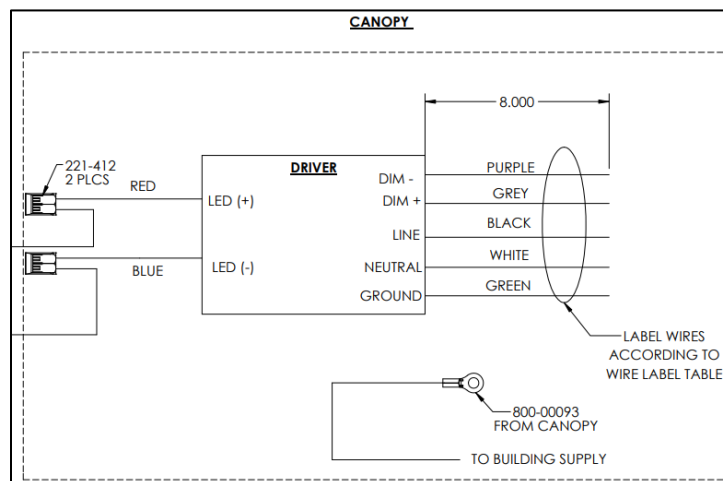 CANOPY
8.000
221-412
2 PLCS
RED
DRIVER
PURPLE
DIM -
GREY
LED (+)
DIM +
BLACK
LINE
WHITE
BLUE
LED (-)
NEUTRAL
GREEN
GROUND
LABEL WIRES
ACCORDING TO
WIRE LABEL TABLE
800-00093
FROM CANOPY
TO BUILDING SUPPLY